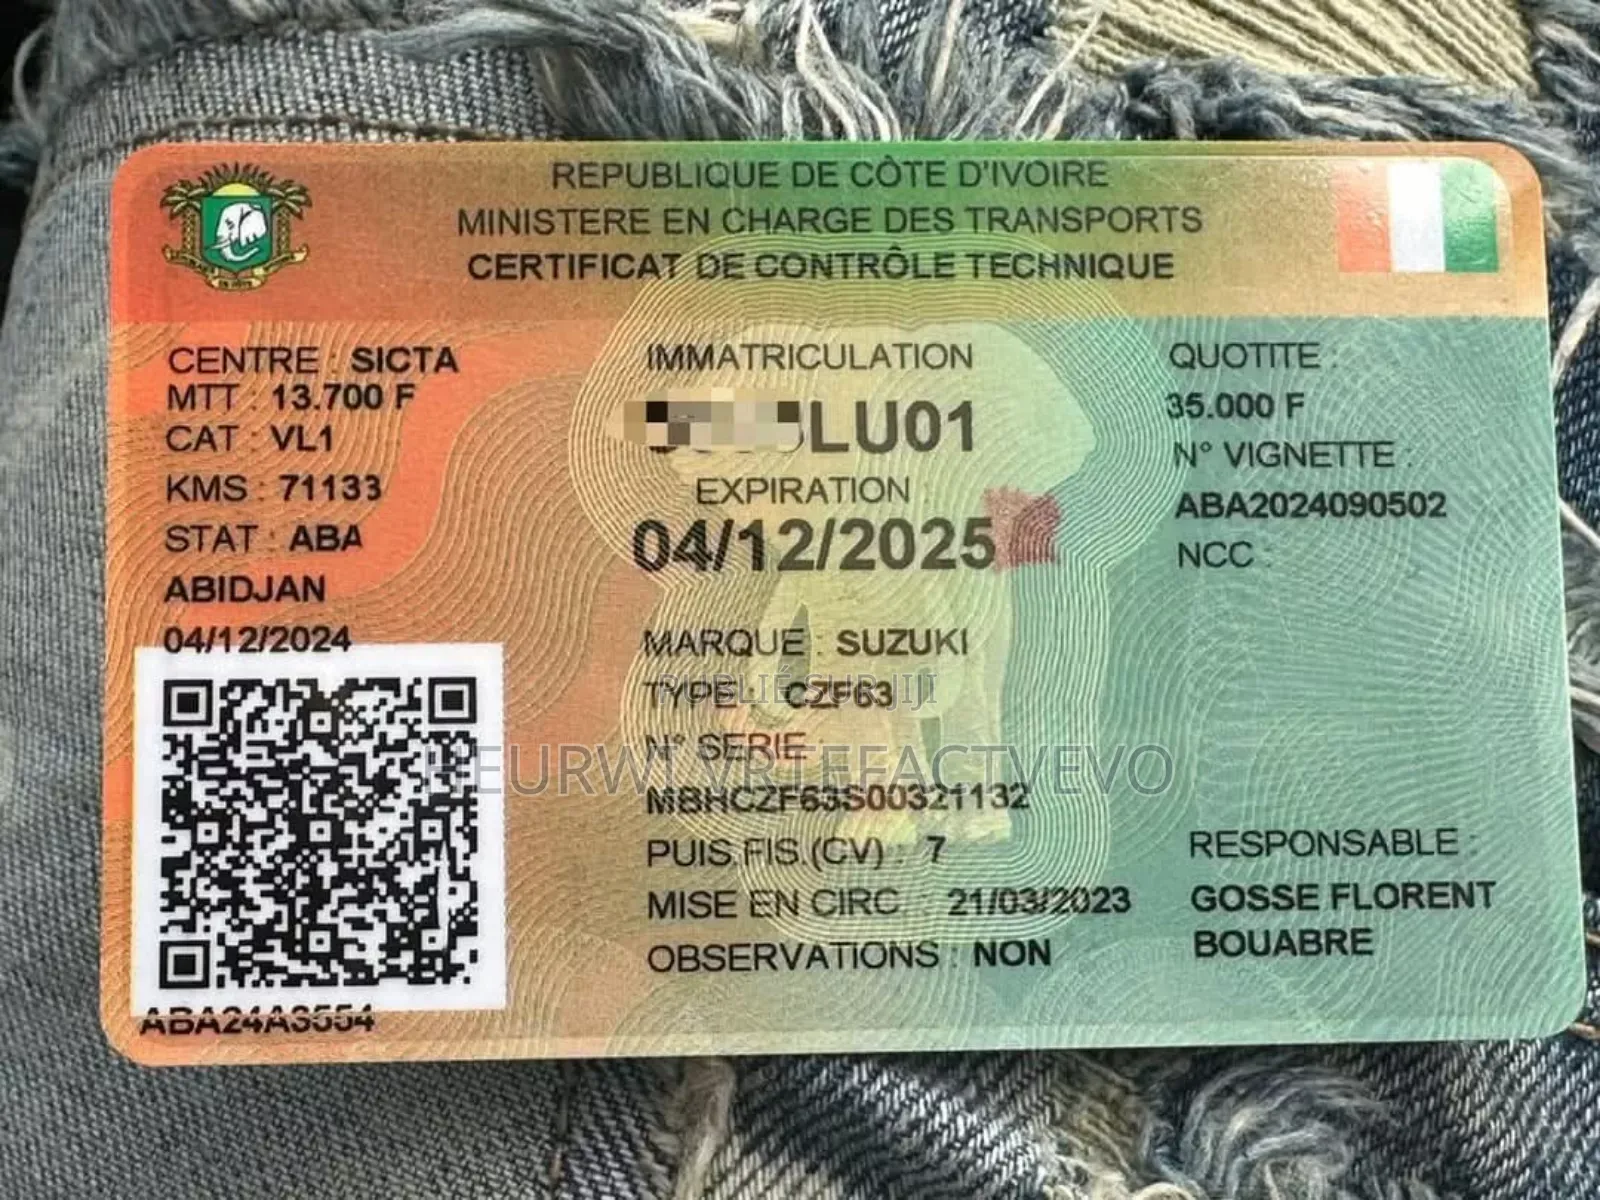 REPUBLIQUE DE CÔTE D'IVOIRE
MINISTERE EN CHARGE DES TRANSPORTS
CERTIFICAT DE CONTRÔLE TECHNIQUE
CENTRE : SICTA
MTT : 13.700 F
CAT : VL1
KMS : 71133
STAT : ABA
ABIDJAN
04/12/2024
ABA24A3554
IMMATRICULATION
LU01
EXPIRATION :
04/12/2025
MARQUE : SUZUKI
TYPE : CZF63
PUBLIÉ SUR JIJI
N° SERIE :
MBHCZF63S00321132
PUIS.FIS.(CV) : 7
MISE EN CIRC. : 21/03/2023
OBSERVATIONS : NON
QUOTITE :
35.000 F
N° VIGNETTE :
ABA2024090502
NCC :
RESPONSABLE :
GOSSE FLORENT
BOUABRE